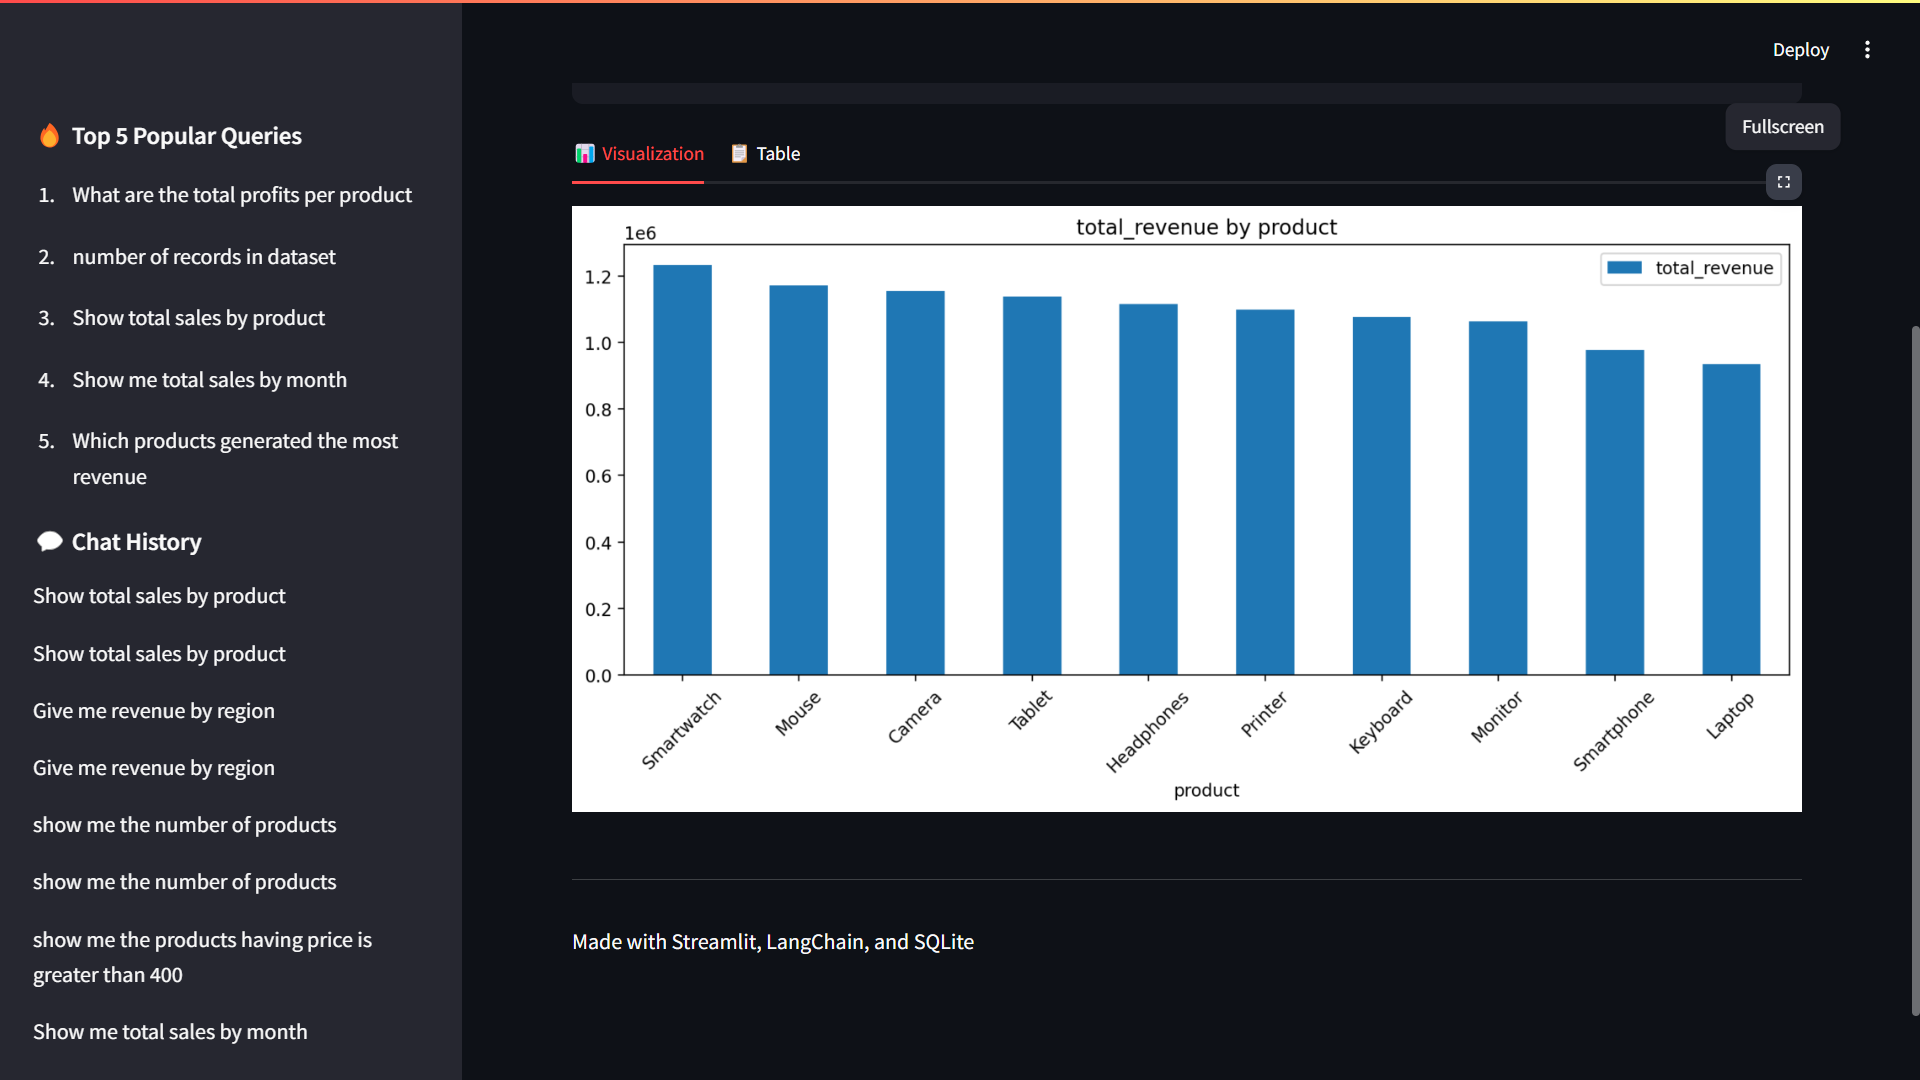 Deploy
Fullscreen
Top 5 Popular Queries
1. What are the total profits per product
2. number of records in dataset
3. Show total sales by product
4. Show me total sales by month
5. Which products generated the most
revenue
Chat History
Show total sales by product
Show total sales by product
Give me revenue by region
Give me revenue by region
show me the number of products
show me the number of products
show me the products having price is
greater than 400
Show me total sales by month
Visualization
Table
total_revenue by product
1e6
total_revenue
1.2
1.0
0.8
0.6
0.4
0.2
0.0
Smartwatch
Mouse
Camera
Tablet
Headphones
Printer
Keyboard
Monitor
Smartphone
Laptop
product
Made with Streamlit, LangChain, and SQLite